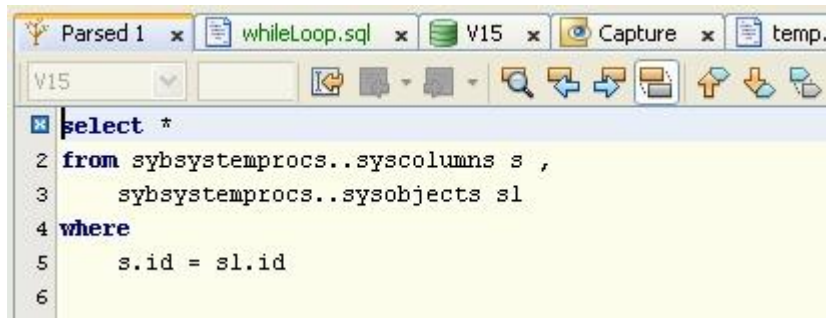 Parsed 1 x whileLoop.sql x V15 x Capture x temp.
V15
select *
2 from sybsystemprocs..syscolumns s ,
3 sybsystemprocs..sysobjects sl
4 where
5 s.id = sl.id
6